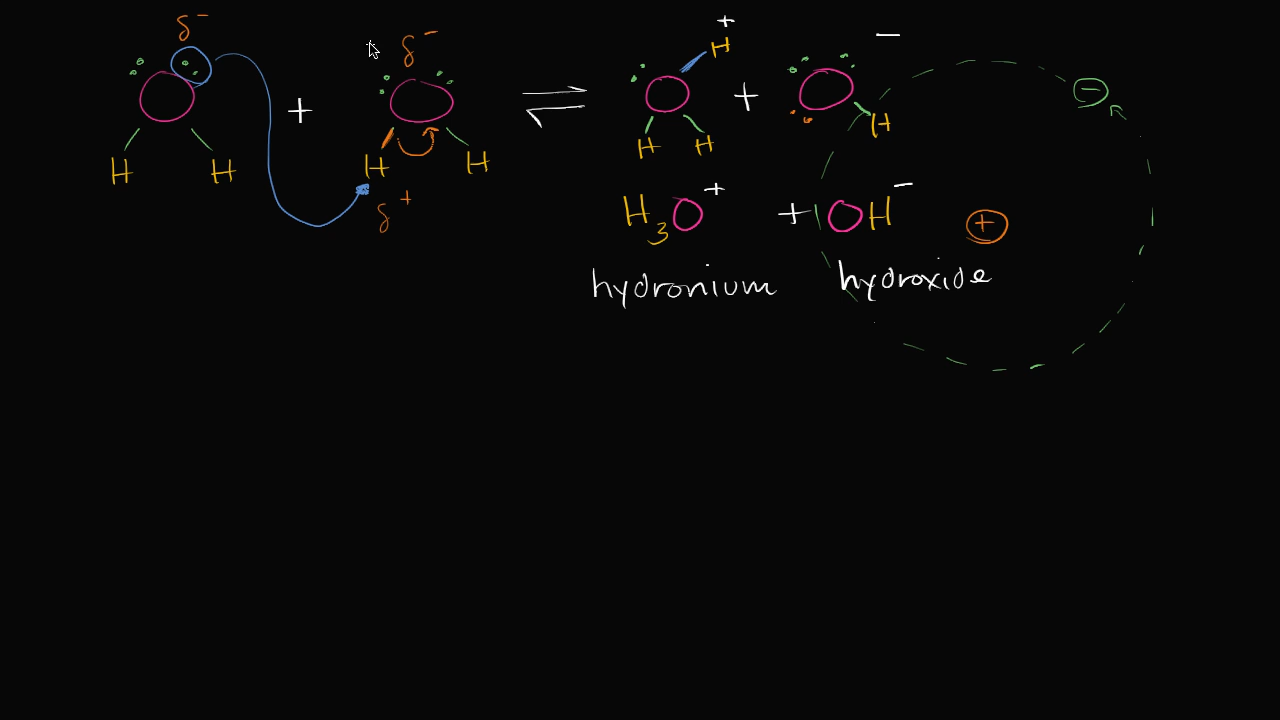 δ⁻ δ⁻
O + O ⇌ O H⁺ + O⁻
H H H H H H H
δ⁺
H₃O⁺ + OH⁻ +
hydronium hydroxide
−